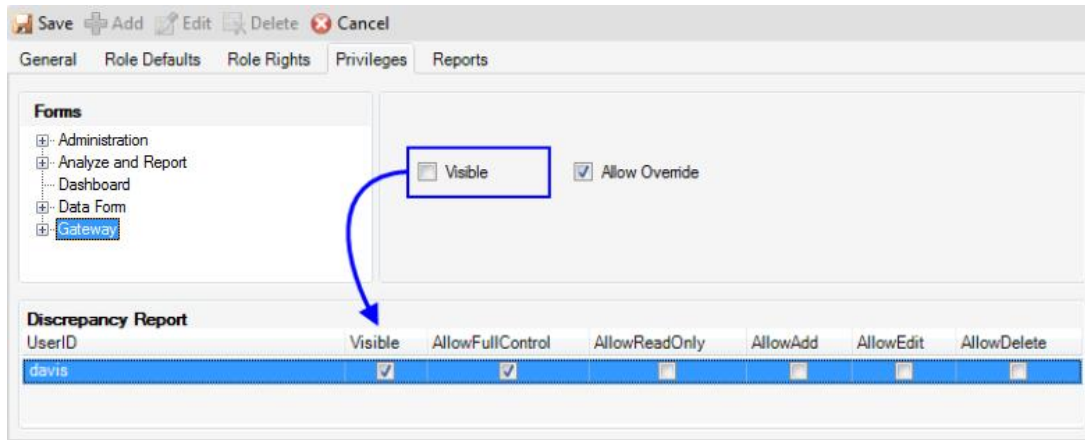 Save Add Edit Delete Cancel
General Role Defaults Role Rights Privileges Reports
Forms
Administration
Analyze and Report
Dashboard
Data Form
Gateway
Visible Allow Override
Discrepancy Report
UserID Visible AllowFullControl AllowReadOnly AllowAdd AllowEdit AllowDelete
davis